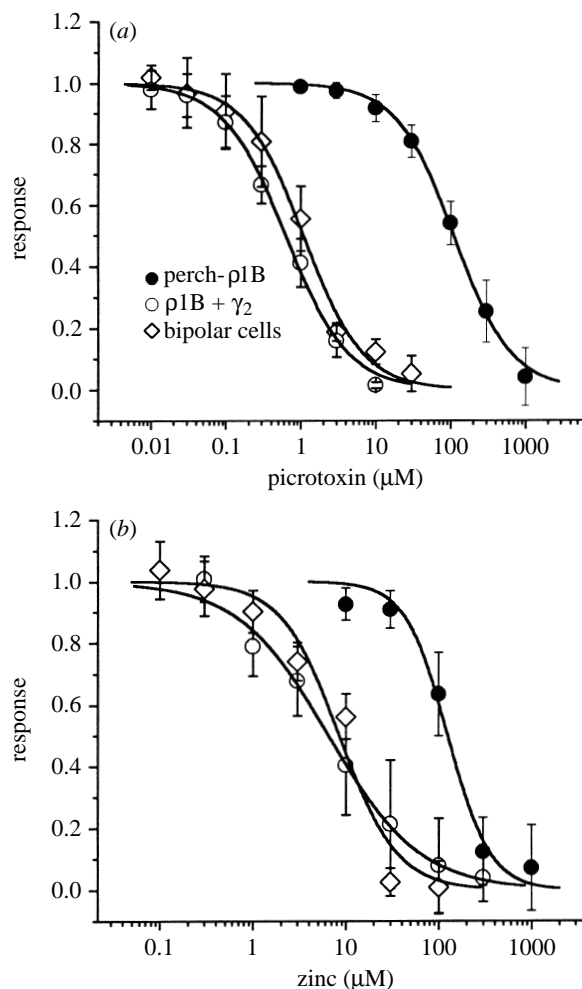 (a)
1.2
1.0
0.8
0.6
0.4
0.2
0.0
response
perch-ρ1B
ρ1B + γ₂
bipolar cells
0.01 0.1 1 10 100 1000
picrotoxin (μM)
(b)
1.2
1.0
0.8
0.6
0.4
0.2
0.0
response
0.1 1 10 100 1000
zinc (μM)